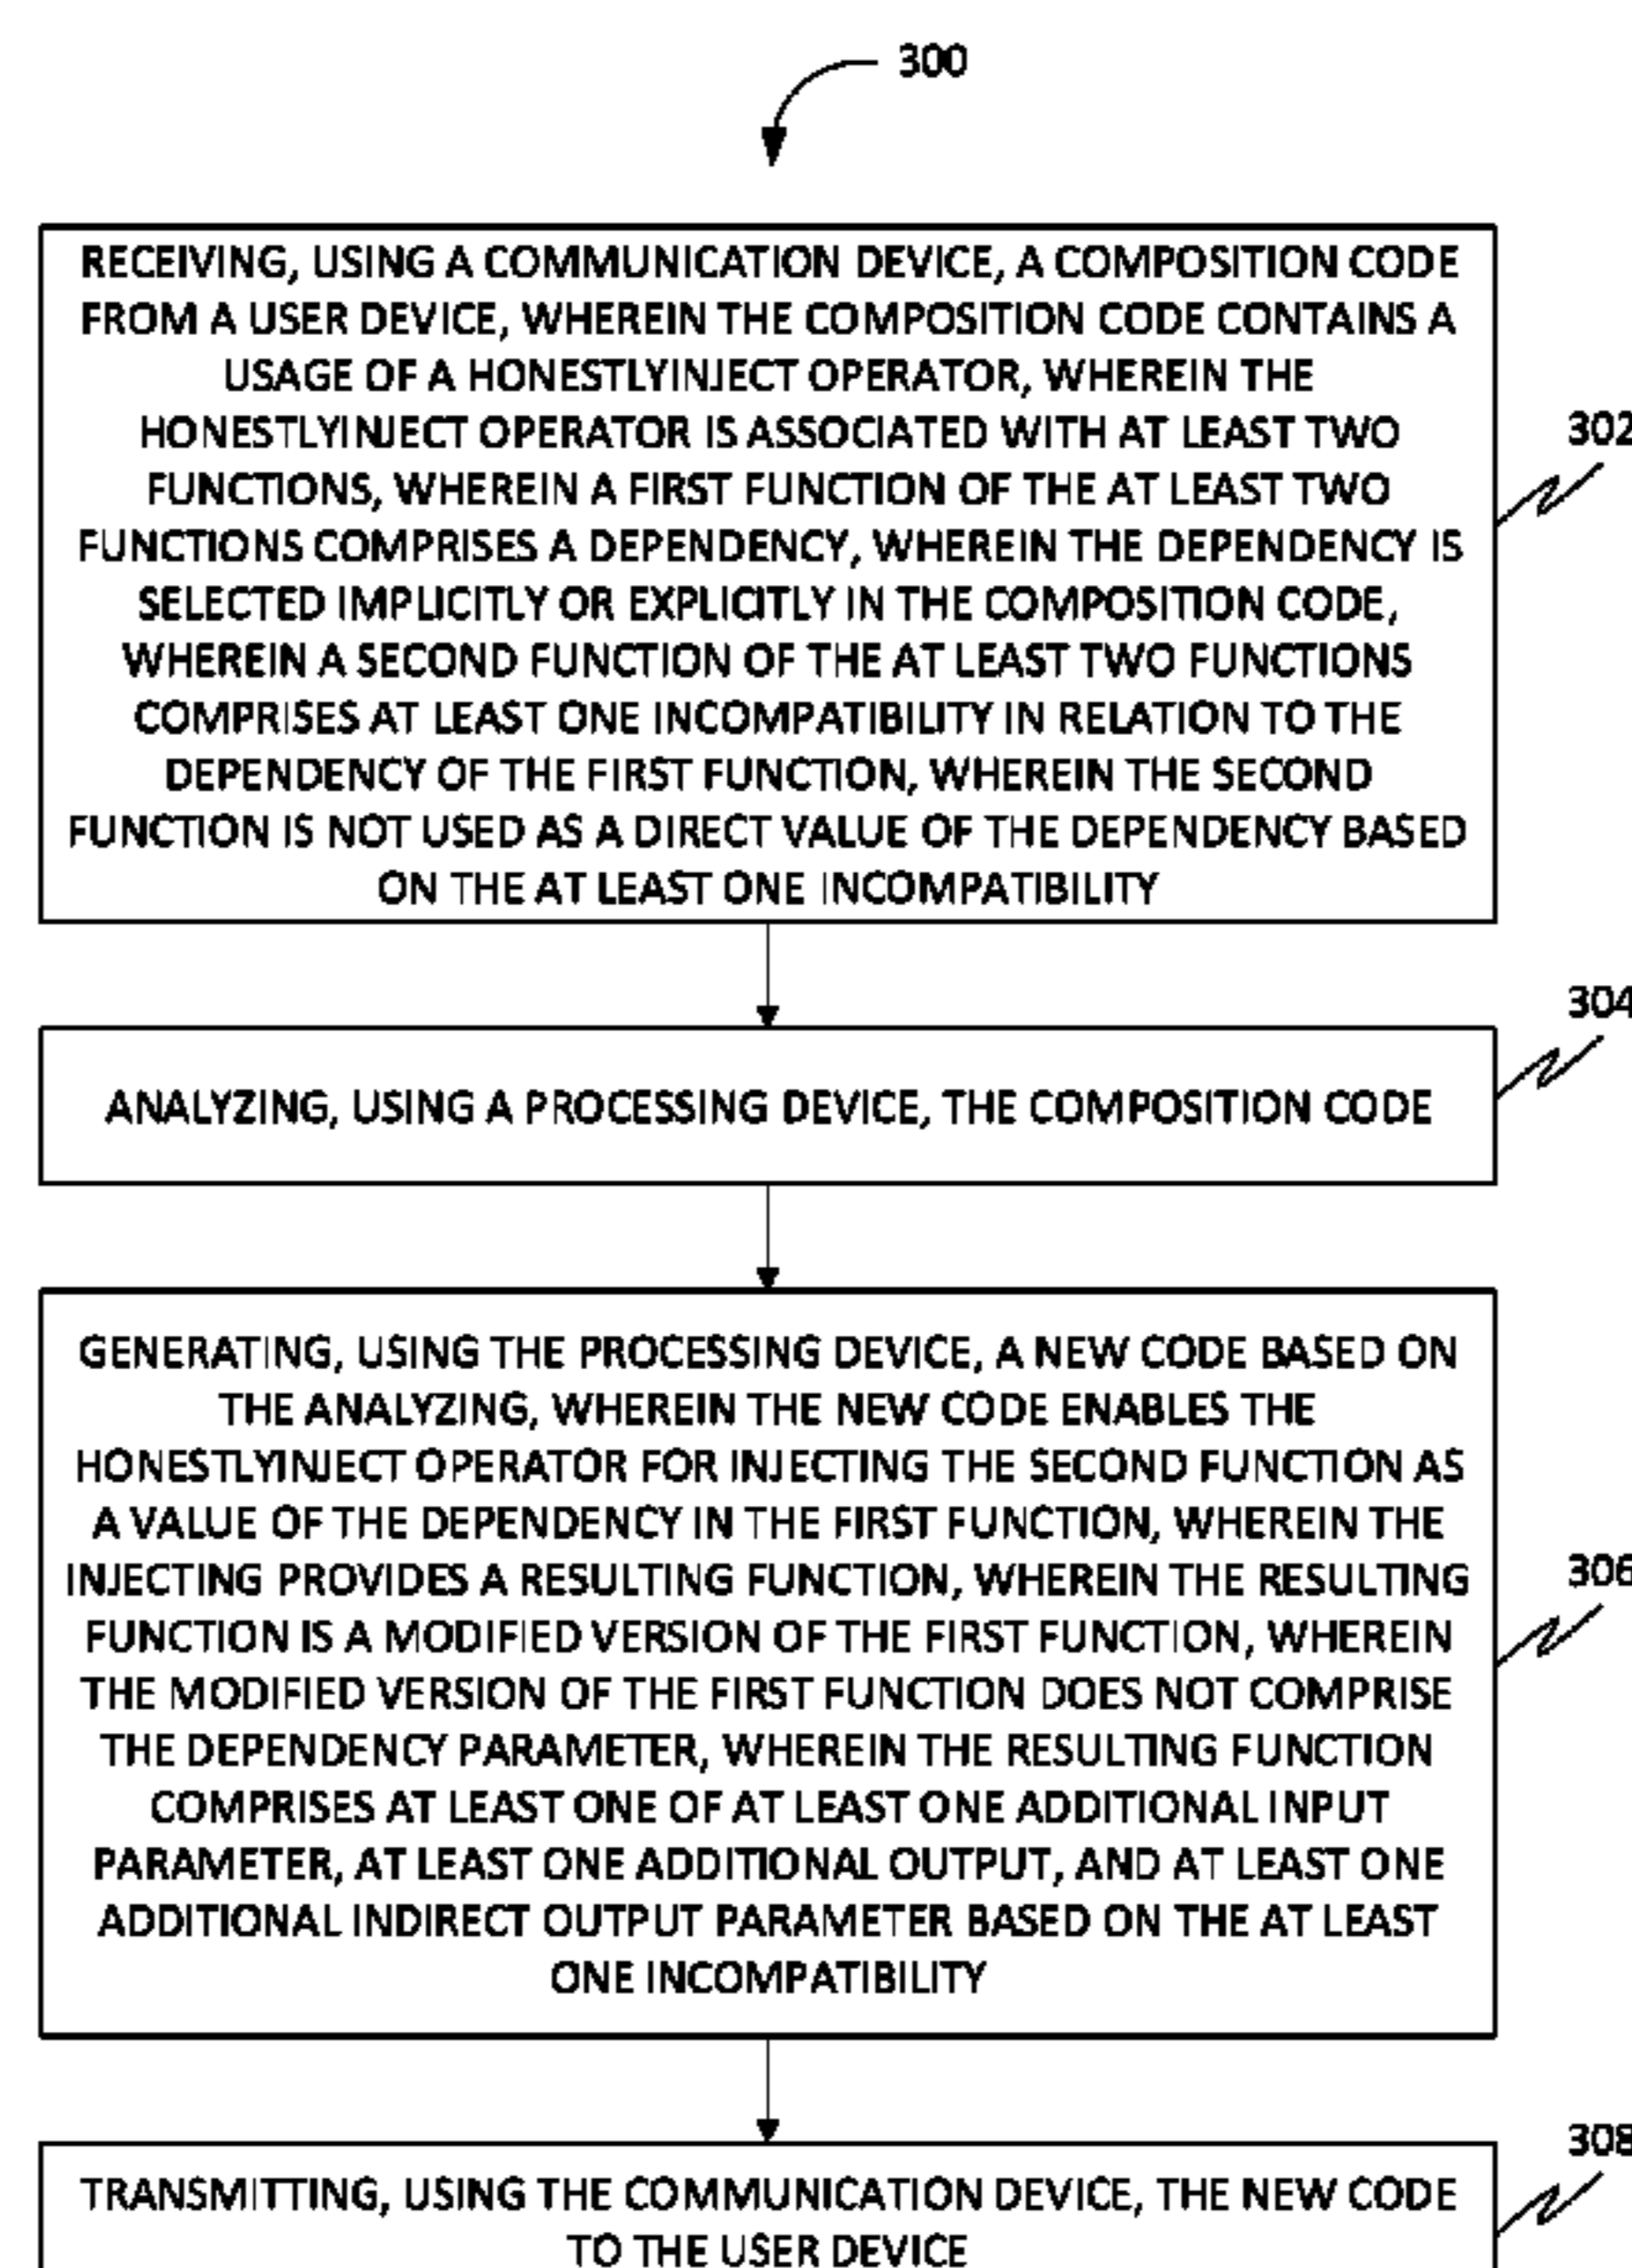 300
RECEIVING, USING A COMMUNICATION DEVICE, A COMPOSITION CODE
FROM A USER DEVICE, WHEREIN THE COMPOSITION CODE CONTAINS A
USAGE OF A HONESTLYINJECT OPERATOR, WHEREIN THE
HONESTLYINJECT OPERATOR IS ASSOCIATED WITH AT LEAST TWO
FUNCTIONS, WHEREIN A FIRST FUNCTION OF THE AT LEAST TWO
FUNCTIONS COMPRISES A DEPENDENCY, WHEREIN THE DEPENDENCY IS
SELECTED IMPLICITLY OR EXPLICITLY IN THE COMPOSITION CODE,
WHEREIN A SECOND FUNCTION OF THE AT LEAST TWO FUNCTIONS
COMPRISES AT LEAST ONE INCOMPATIBILITY IN RELATION TO THE
DEPENDENCY OF THE FIRST FUNCTION, WHEREIN THE SECOND
FUNCTION IS NOT USED AS A DIRECT VALUE OF THE DEPENDENCY BASED
ON THE AT LEAST ONE INCOMPATIBILITY
302
304
ANALYZING, USING A PROCESSING DEVICE, THE COMPOSITION CODE
GENERATING, USING THE PROCESSING DEVICE, A NEW CODE BASED ON
THE ANALYZING, WHEREIN THE NEW CODE ENABLES THE
HONESTLYINJECT OPERATOR FOR INJECTING THE SECOND FUNCTION AS
A VALUE OF THE DEPENDENCY IN THE FIRST FUNCTION, WHEREIN THE
INJECTING PROVIDES A RESULTING FUNCTION, WHEREIN THE RESULTING
FUNCTION IS A MODIFIED VERSION OF THE FIRST FUNCTION, WHEREIN
THE MODIFIED VERSION OF THE FIRST FUNCTION DOES NOT COMPRISE
THE DEPENDENCY PARAMETER, WHEREIN THE RESULTING FUNCTION
COMPRISES AT LEAST ONE OF AT LEAST ONE ADDITIONAL INPUT
PARAMETER, AT LEAST ONE ADDITIONAL OUTPUT, AND AT LEAST ONE
ADDITIONAL INDIRECT OUTPUT PARAMETER BASED ON THE AT LEAST
ONE INCOMPATIBILITY
306
308
TRANSMITTING, USING THE COMMUNICATION DEVICE, THE NEW CODE
TO THE USER DEVICE